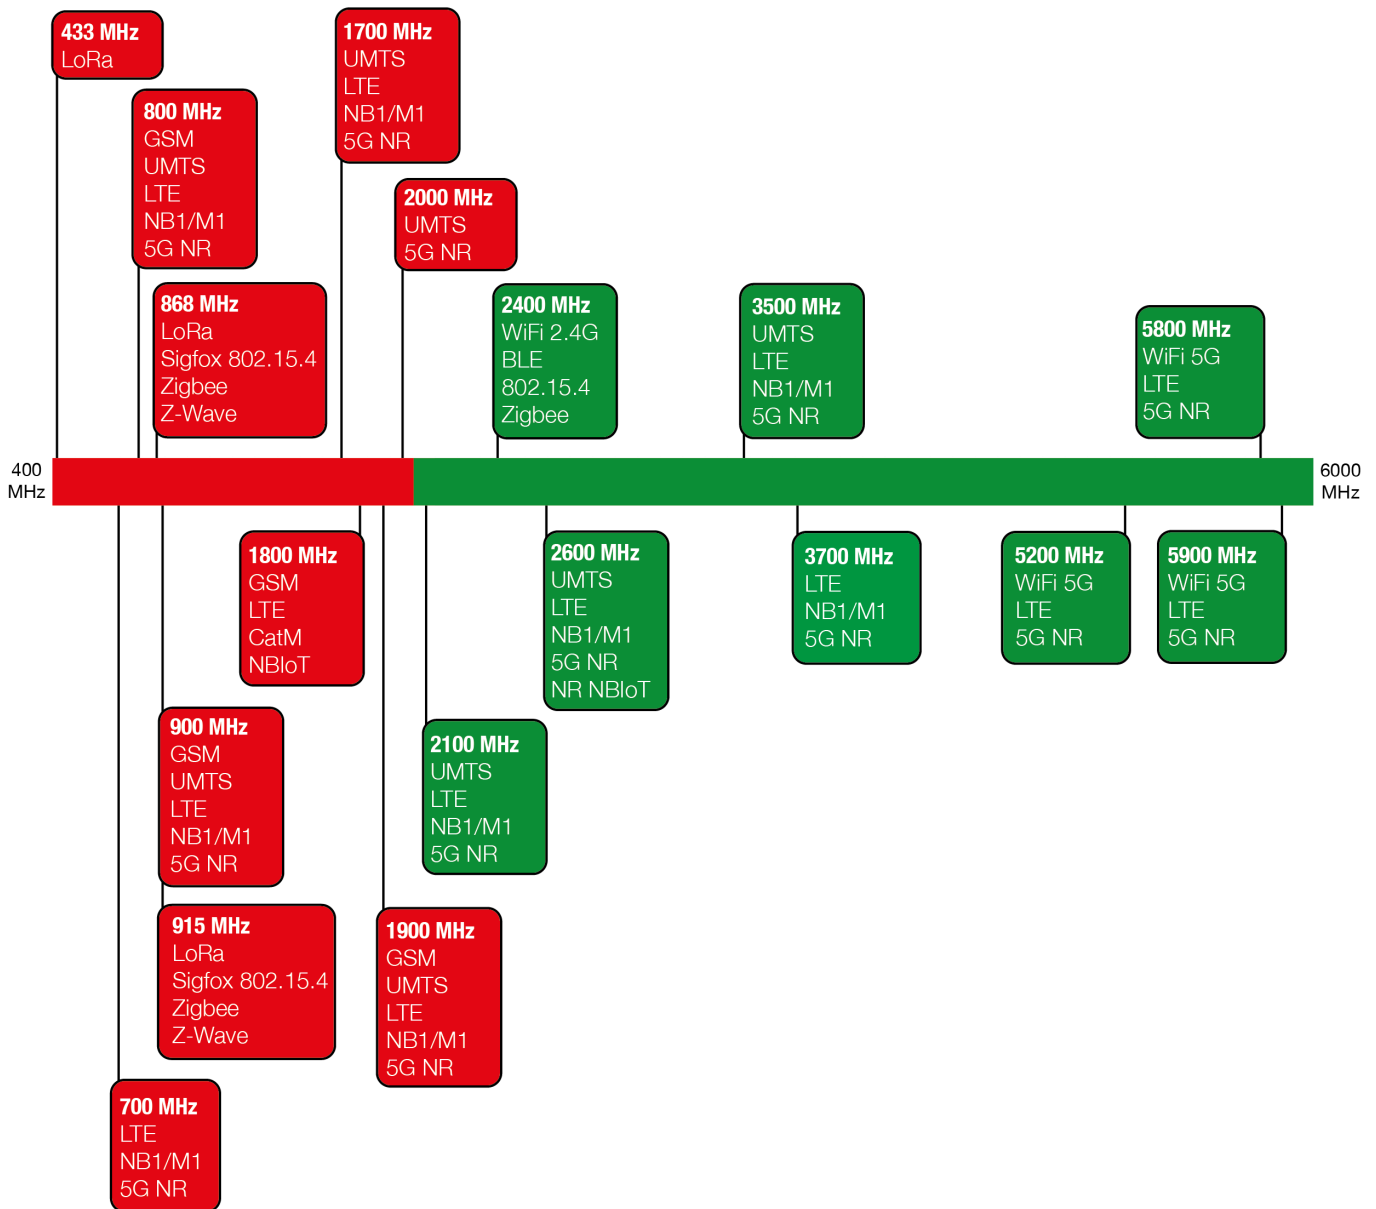 433 MHz
LoRa
800 MHz
GSM
UMTS
LTE
NB1/M1
5G NR
868 MHz
LoRa
Sigfox 802.15.4
Zigbee
Z-Wave
1700 MHz
UMTS
LTE
NB1/M1
5G NR
2000 MHz
UMTS
5G NR
2400 MHz
WiFi 2.4G
BLE
802.15.4
Zigbee
3500 MHz
UMTS
LTE
NB1/M1
5G NR
5800 MHz
WiFi 5G
LTE
5G NR
400
MHz
6000
MHz
1800 MHz
GSM
LTE
CatM
NBIoT
900 MHz
GSM
UMTS
LTE
NB1/M1
5G NR
915 MHz
LoRa
Sigfox 802.15.4
Zigbee
Z-Wave
700 MHz
LTE
NB1/M1
5G NR
1900 MHz
GSM
UMTS
LTE
NB1/M1
5G NR
2100 MHz
UMTS
LTE
NB1/M1
5G NR
2600 MHz
UMTS
LTE
NB1/M1
5G NR
NR NBIoT
3700 MHz
LTE
NB1/M1
5G NR
5200 MHz
WiFi 5G
LTE
5G NR
5900 MHz
WiFi 5G
LTE
5G NR